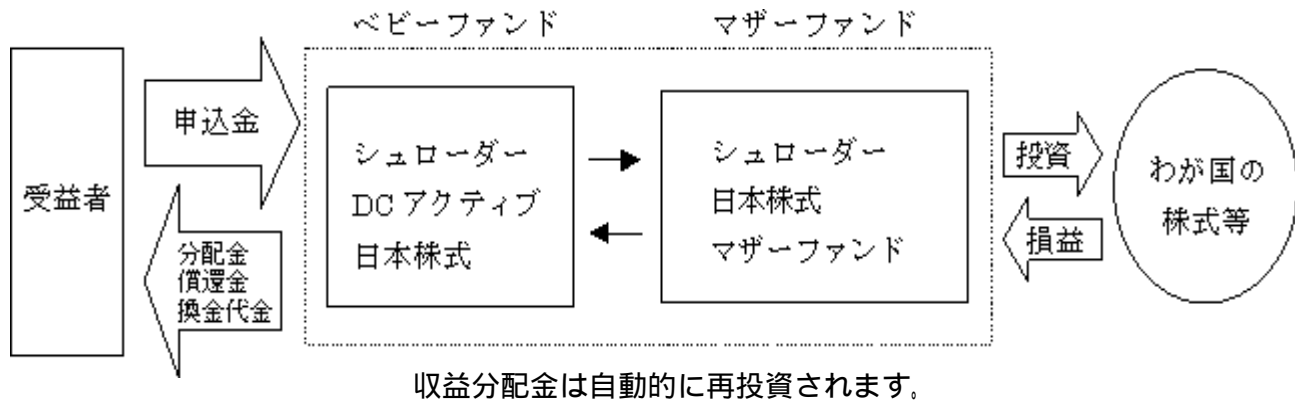 ベビーファンド
マザーファンド
受益者
申込金
分配金
償還金
換金代金
シュローダー
DCアクティブ
日本株式
シュローダー
日本株式
マザーファンド
投資
損益
わが国の
株式等
収益分配金は自動的に再投資されます。